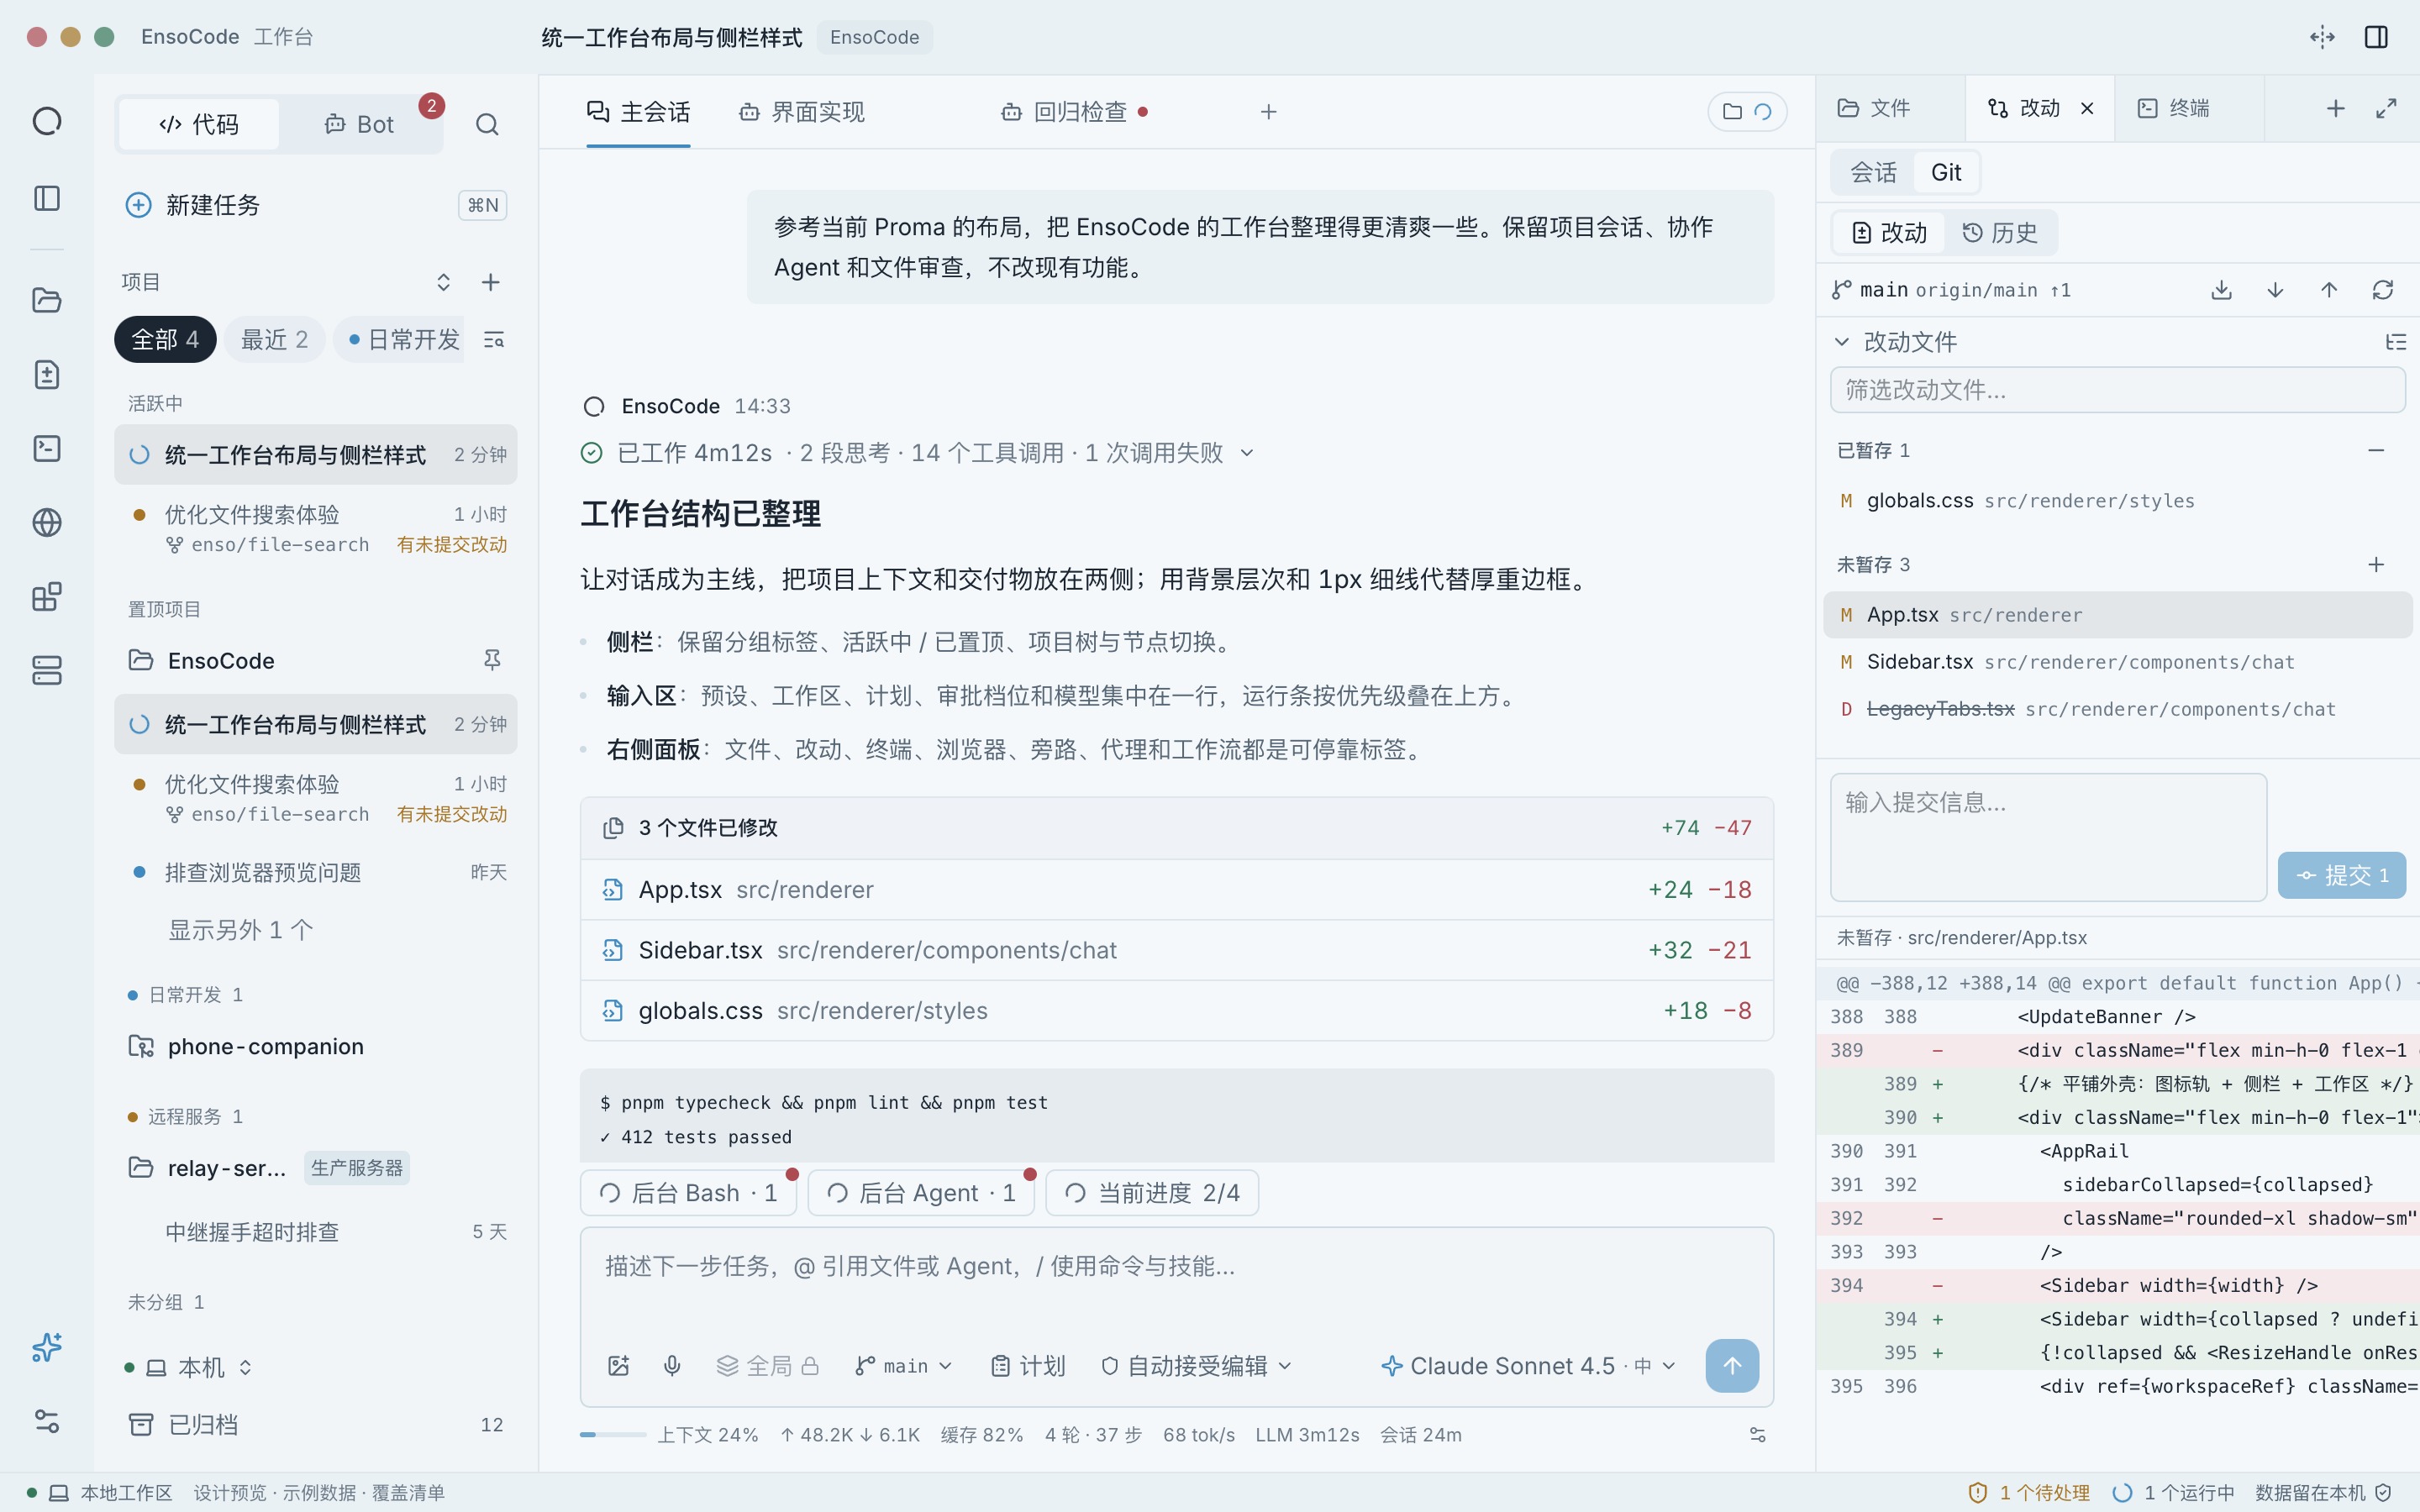 EnsoCode 工作台
统一工作台布局与侧栏样式 EnsoCode
代码 Bot 2
新建任务 ⌘N
项目
全部 4 最近 2 日常开发
活跃中
统一工作台布局与侧栏样式 2 分钟
优化文件搜索体验 1 小时
enso/file-search 有未提交改动
置顶项目
EnsoCode
统一工作台布局与侧栏样式 2 分钟
优化文件搜索体验 1 小时
enso/file-search 有未提交改动
排查浏览器预览问题 昨天
显示另外 1 个
日常开发 1
phone-companion
远程服务 1
relay-ser... 生产服务器
中继握手超时排查 5 天
未分组 1
本机
已归档 12
主会话 界面实现 回归检查
参考当前 Proma 的布局，把 EnsoCode 的工作台整理得更清爽一些。保留项目会话、协作
Agent 和文件审查，不改现有功能。
EnsoCode 14:33
已工作 4m12s · 2 段思考 · 14 个工具调用 · 1 次调用失败
工作台结构已整理
让对话成为主线，把项目上下文和交付物放在两侧；用背景层次和 1px 细线代替厚重边框。
侧栏：保留分组标签、活跃中 / 已置顶、项目树与节点切换。
输入区：预设、工作区、计划、审批档位和模型集中在一行，运行条按优先级叠在上方。
右侧面板：文件、改动、终端、浏览器、旁路、代理和工作流都是可停靠标签。
3 个文件已修改 +74 −47
App.tsx src/renderer +24 −18
Sidebar.tsx src/renderer/components/chat +32 −21
globals.css src/renderer/styles +18 −8
$ pnpm typecheck && pnpm lint && pnpm test
✓ 412 tests passed
后台 Bash · 1 后台 Agent · 1 当前进度 2/4
描述下一步任务，@ 引用文件或 Agent，/ 使用命令与技能...
全局 main 计划 自动接受编辑 Claude Sonnet 4.5 · 中
上下文 24% ↑ 48.2K ↓ 6.1K 缓存 82% 4 轮 · 37 步 68 tok/s LLM 3m12s 会话 24m
文件 改动 终端
会话 Git
改动 历史
main origin/main ↑1
改动文件
筛选改动文件...
已暂存 1
M globals.css src/renderer/styles
未暂存 3
M App.tsx src/renderer
M Sidebar.tsx src/renderer/components/chat
D LegacyTabs.tsx src/renderer/components/chat
输入提交信息...
提交 1
未暂存 · src/renderer/App.tsx
@@ −388,12 +388,14 @@ export default function App()
388 388 <UpdateBanner />
389 − <div className="flex min-h-0 flex-1
389 + {/* 平铺外壳：图标轨 + 侧栏 + 工作区 */}
390 + <div className="flex min-h-0 flex-1"
390 391 <AppRail
391 392 sidebarCollapsed={collapsed}
392 − className="rounded-xl shadow-sm"
393 393 />
394 − <Sidebar width={width} />
394 + <Sidebar width={collapsed ? undefi
395 + {!collapsed && <ResizeHandle onRes
395 396 <div ref={workspaceRef} className=
本地工作区 设计预览 · 示例数据 · 覆盖清单
1 个待处理 1 个运行中 数据留在本机